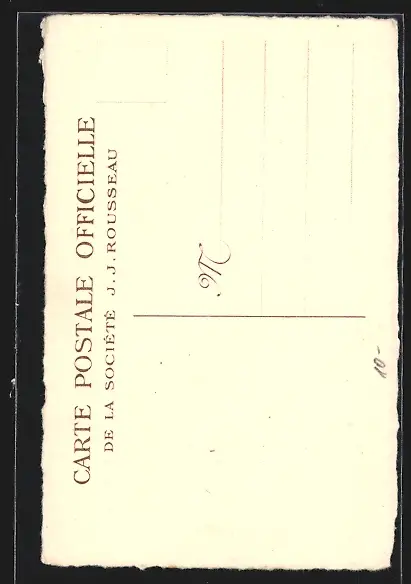 CARTE POSTALE OFFICIELLE
DE LA SOCIÉTÉ J. J. ROUSSEAU
M
10-